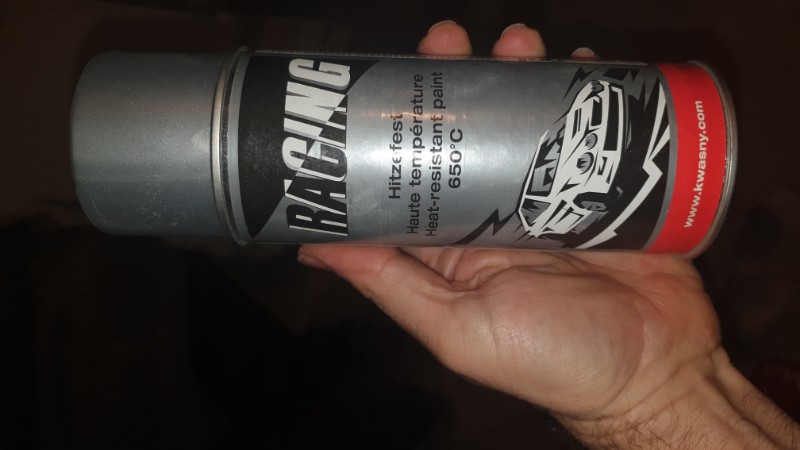 RACING
Hitzefest
Haute température
Heat-resistant paint
650°C
www.kwasny.com